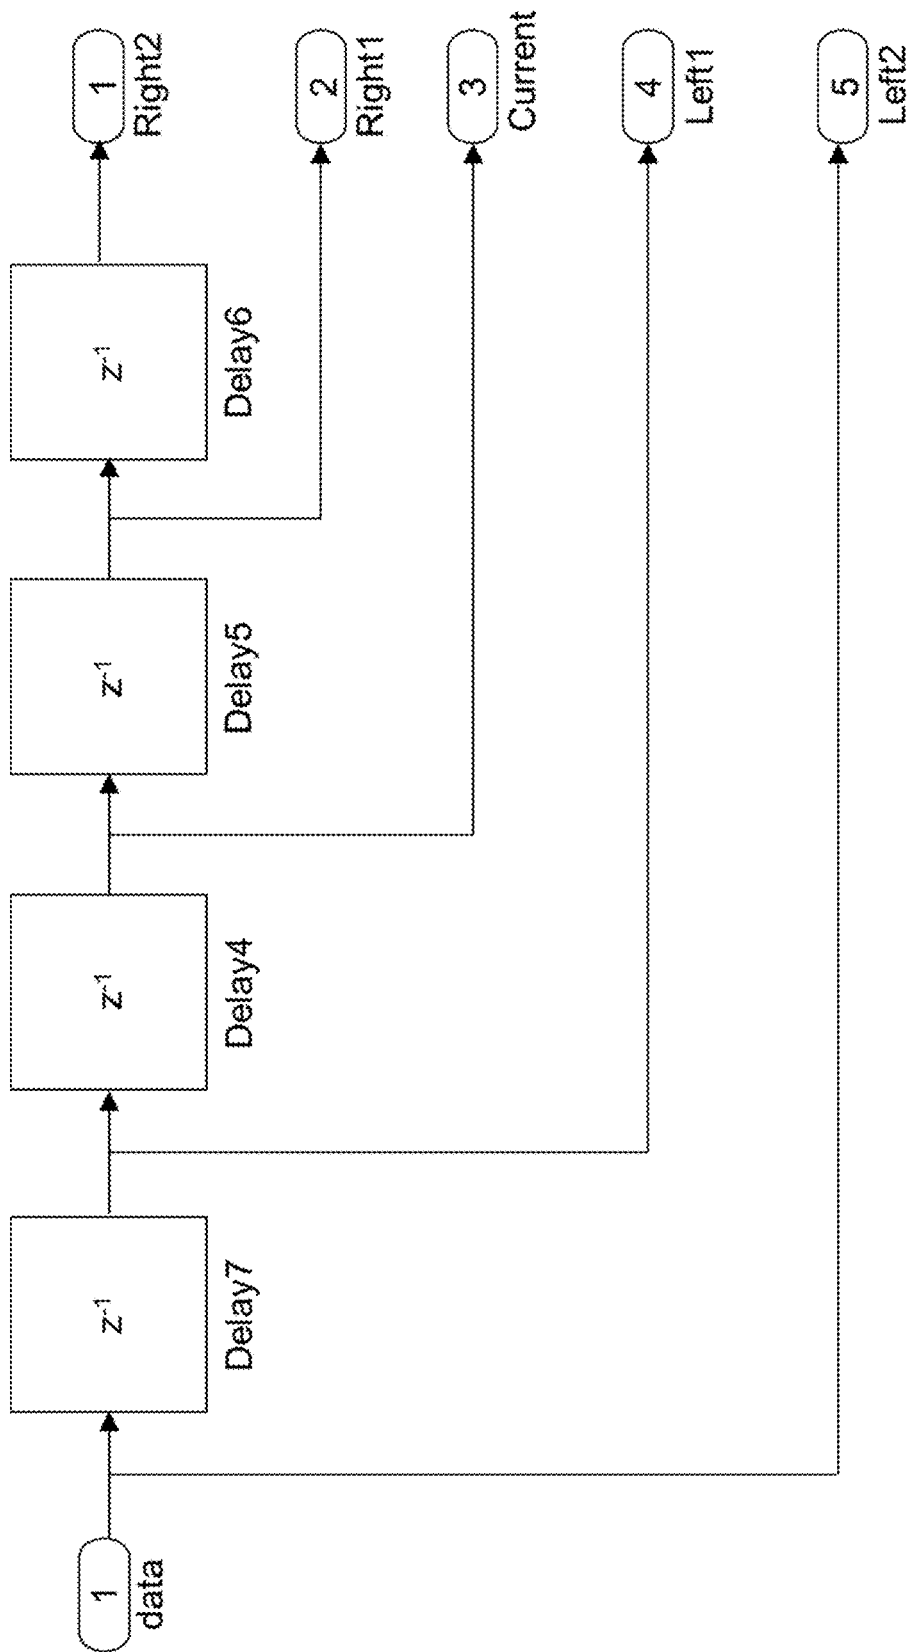 1
data
z-1
Delay7
z-1
Delay4
z-1
Delay5
z-1
Delay6
1
Right2
2
Right1
3
Current
4
Left1
5
Left2